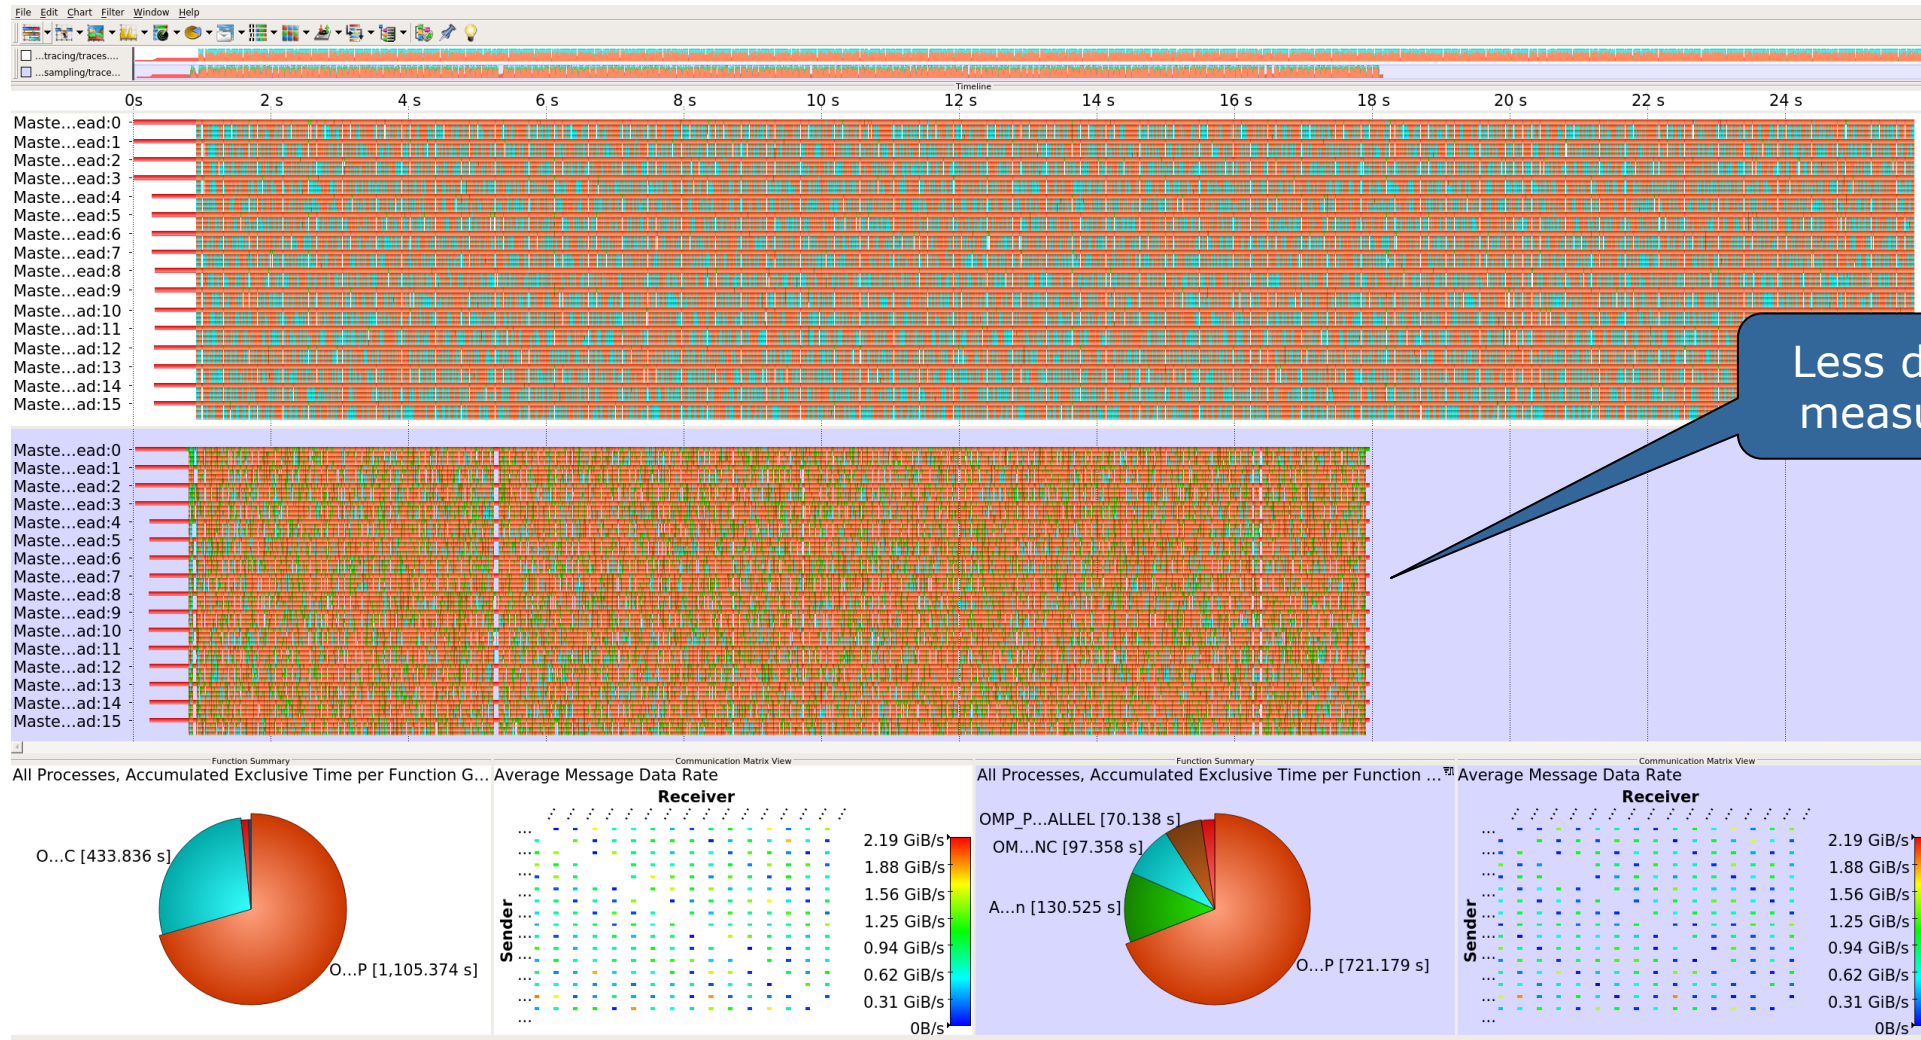 File Edit Chart Filter Window Help
...tracing/traces....
...sampling/trace...
Timeline
0s 2 s 4 s 6 s 8 s 10 s 12 s 14 s 16 s 18 s 20 s 22 s 24 s
Maste...ead:0
Maste...ead:1
Maste...ead:2
Maste...ead:3
Maste...ead:4
Maste...ead:5
Maste...ead:6
Maste...ead:7
Maste...ead:8
Maste...ead:9
Maste...ad:10
Maste...ad:11
Maste...ad:12
Maste...ad:13
Maste...ad:14
Maste...ad:15
Less d
measu
Maste...ead:0
Maste...ead:1
Maste...ead:2
Maste...ead:3
Maste...ead:4
Maste...ead:5
Maste...ead:6
Maste...ead:7
Maste...ead:8
Maste...ead:9
Maste...ad:10
Maste...ad:11
Maste...ad:12
Maste...ad:13
Maste...ad:14
Maste...ad:15
Function Summary
All Processes, Accumulated Exclusive Time per Function G...
O...C [433.836 s]
O...P [1,105.374 s]
Communication Matrix View
Average Message Data Rate
Receiver
Sender
...
...
...
...
...
...
...
...
...
2.19 GiB/s
1.88 GiB/s
1.56 GiB/s
1.25 GiB/s
0.94 GiB/s
0.62 GiB/s
0.31 GiB/s
0B/s
Function Summary
All Processes, Accumulated Exclusive Time per Function ...
OMP_P...ALLEL [70.138 s]
OM...NC [97.358 s]
A...n [130.525 s]
O...P [721.179 s]
Communication Matrix View
Average Message Data Rate
Receiver
Sender
...
...
...
...
...
...
...
...
...
2.19 GiB/s
1.88 GiB/s
1.56 GiB/s
1.25 GiB/s
0.94 GiB/s
0.62 GiB/s
0.31 GiB/s
0B/s